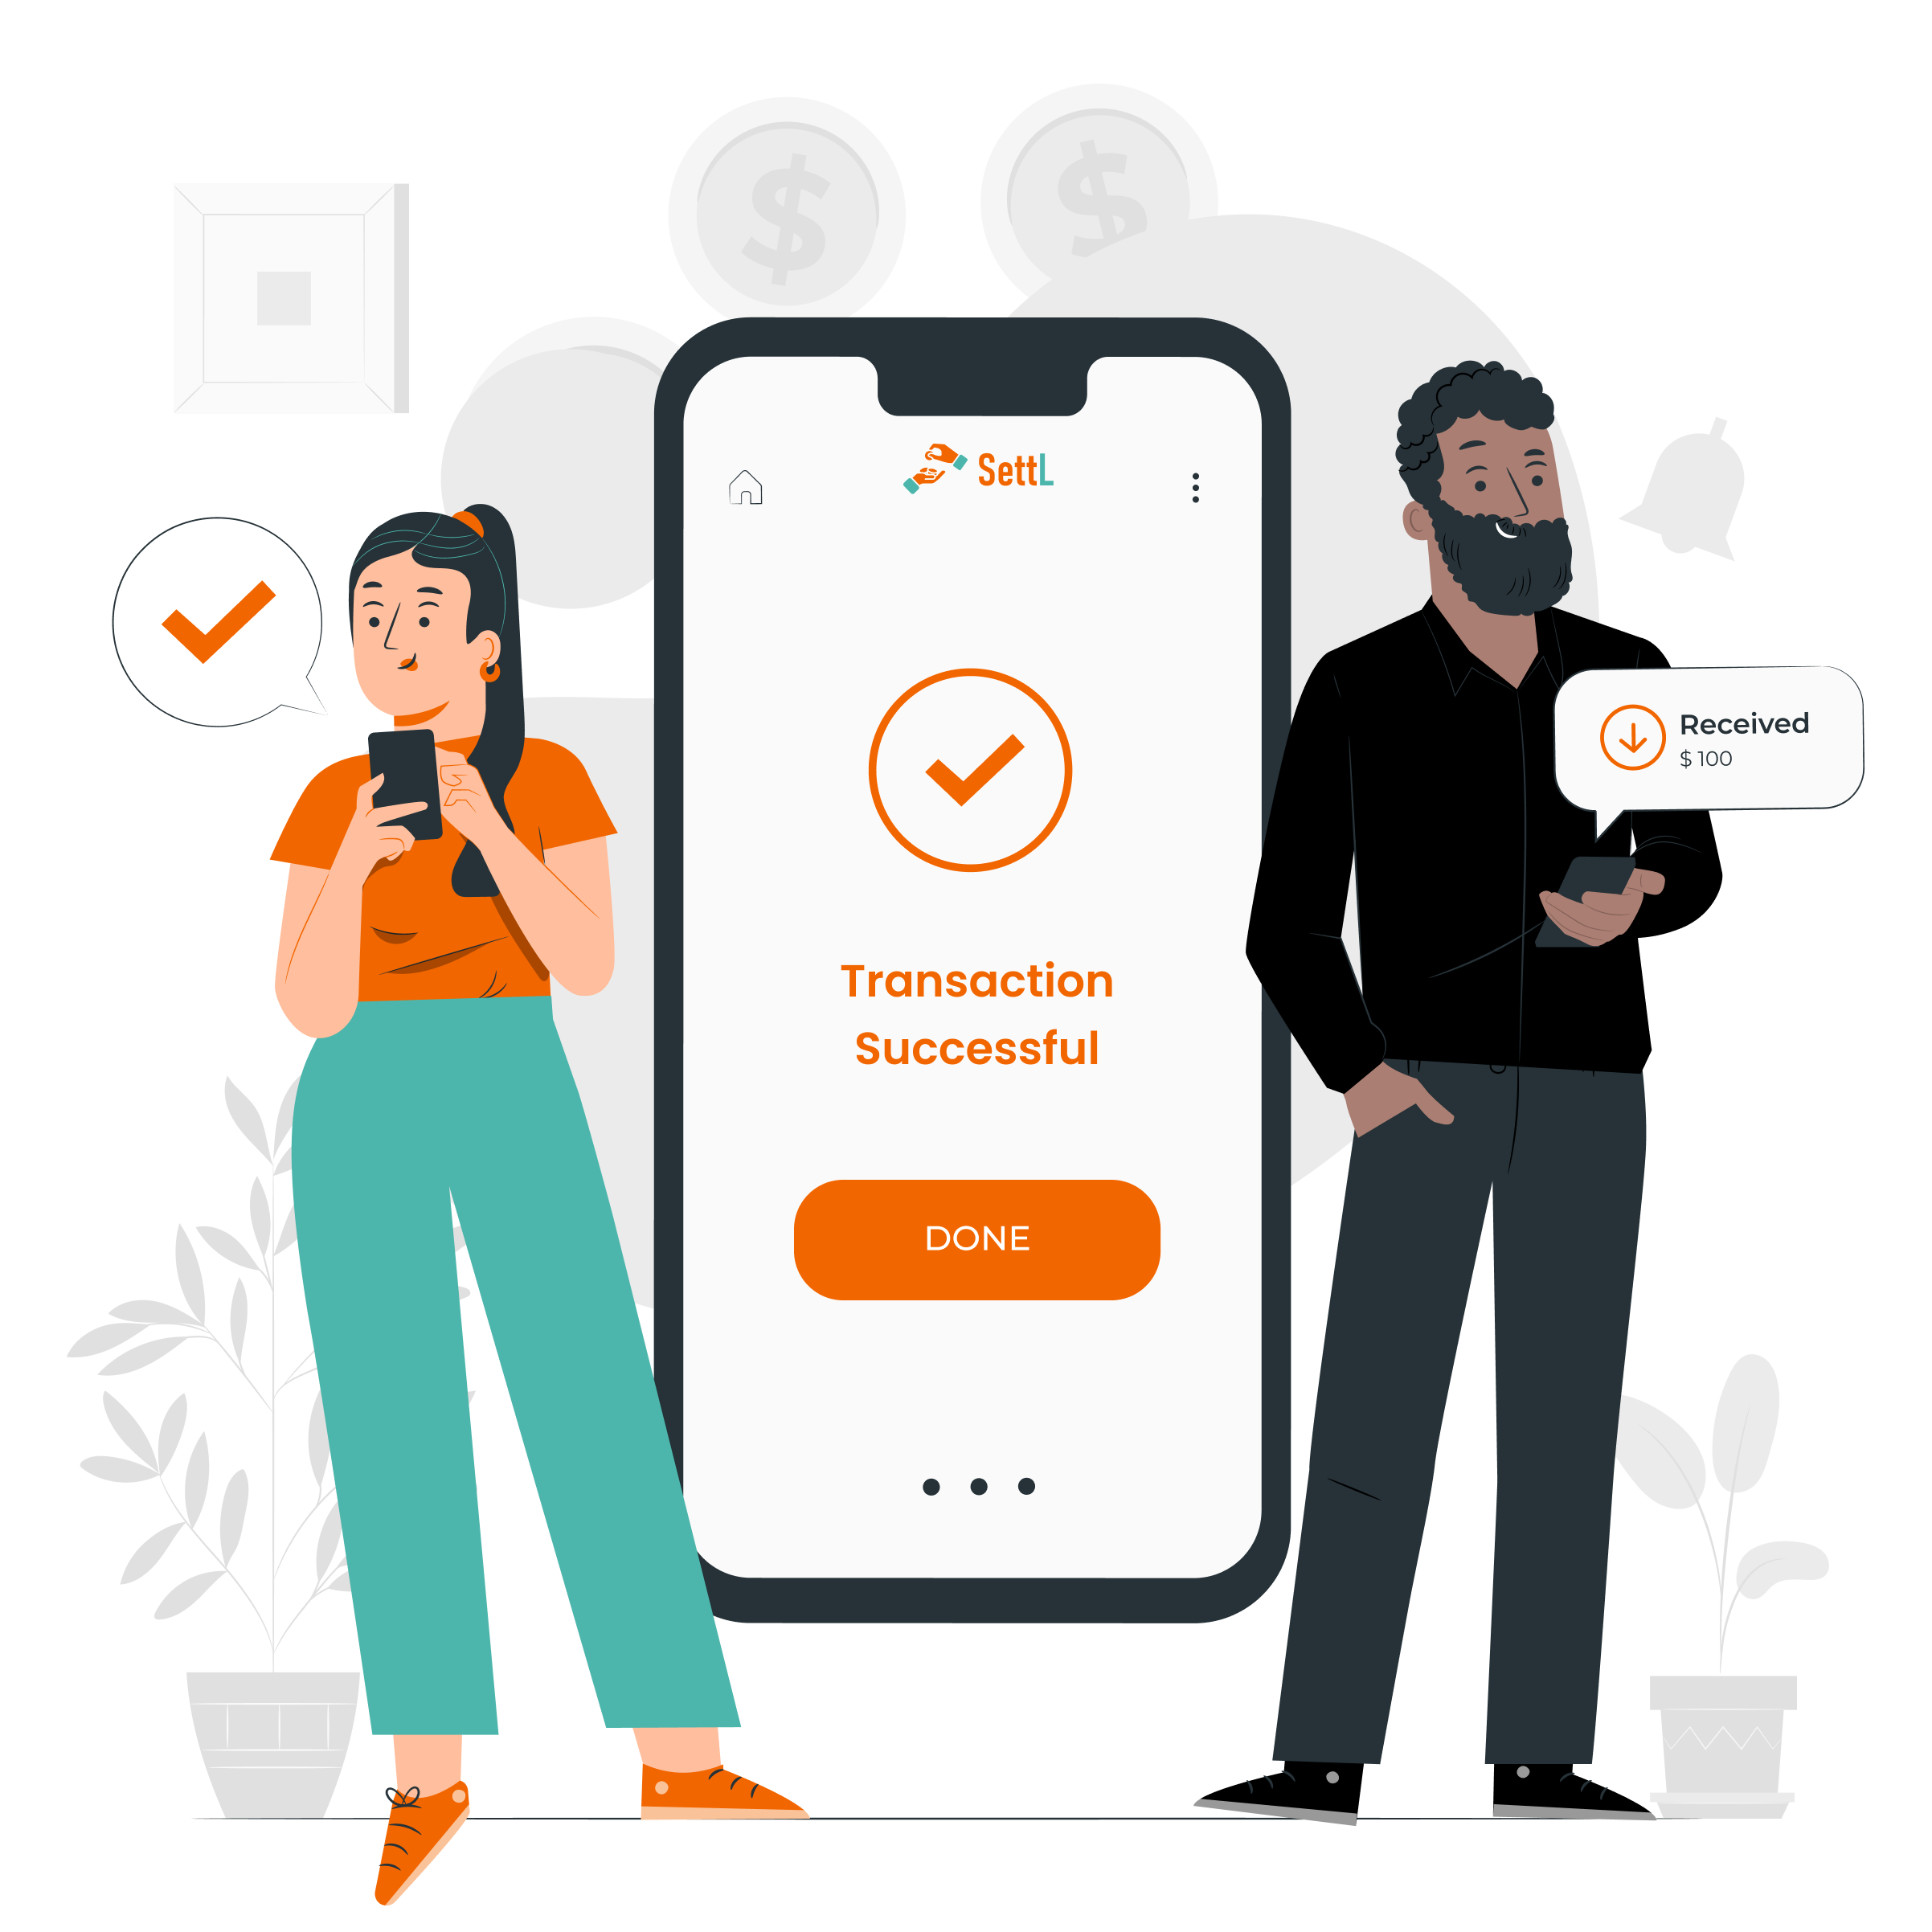 $
$
SettL
Received
$ 100
Transaction
Successful
DONE